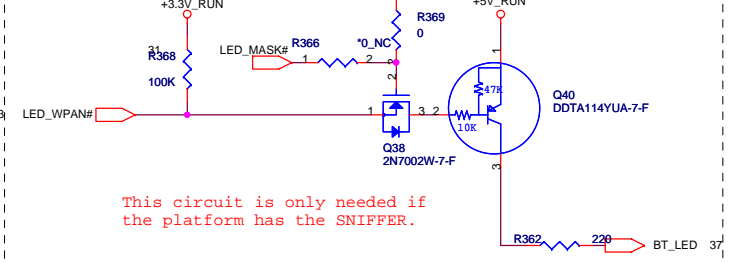 +3.3V_RUN
+5V_RUN
R369
0
31
R368
100K
LED_MASK#
R366
*0_NC
1
2
2
2
1
47K
10K
Q40
DDTA114YUA-7-F
3
LED_WPAN#
1
3
2
Q38
2N7002W-7-F
This circuit is only needed if
the platform has the SNIFFER.
3
R362
220
BT_LED
37